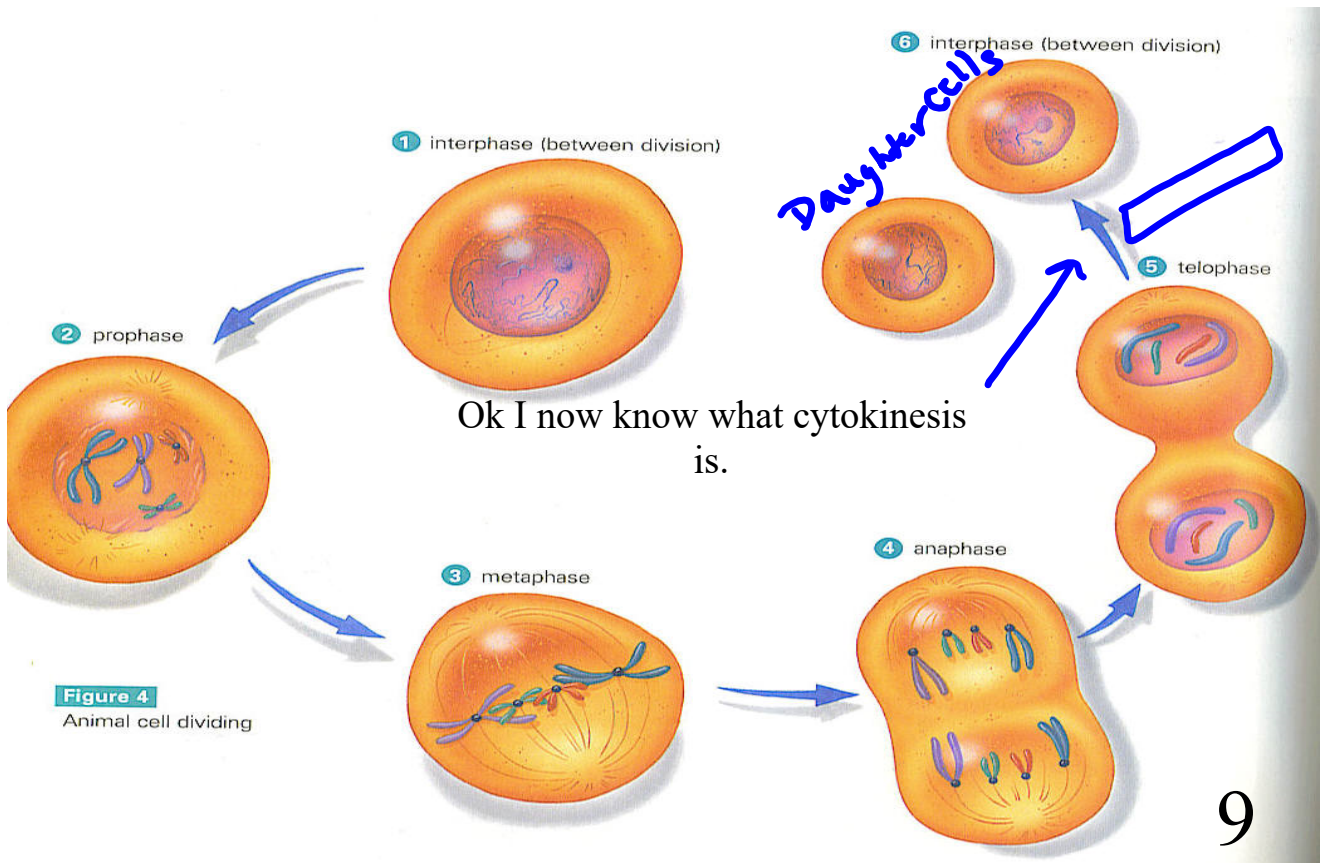 6 interphase (between division)
Daughter Cells
1 interphase (between division)
5 telophase
2 prophase
Ok I now know what cytokinesis
is.
4 anaphase
3 metaphase
Figure 4
Animal cell dividing
9